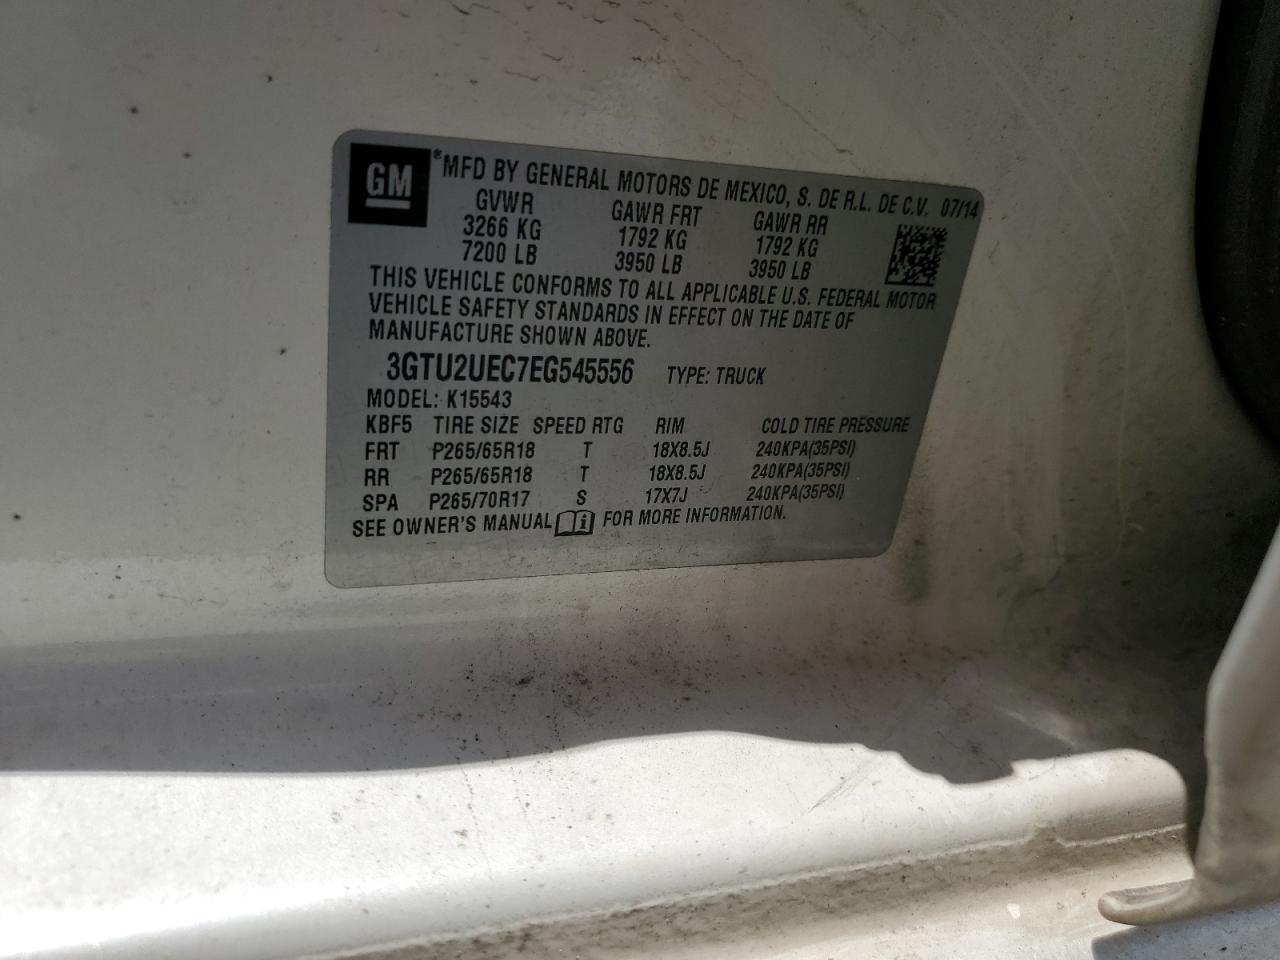 GM ® MFD BY GENERAL MOTORS DE MEXICO, S. DE R.L. DE C.V. 07/14
GVWR GAWR FRT GAWR RR
3266 KG 1792 KG 1792 KG
7200 LB 3950 LB 3950 LB
THIS VEHICLE CONFORMS TO ALL APPLICABLE U.S. FEDERAL MOTOR
VEHICLE SAFETY STANDARDS IN EFFECT ON THE DATE OF
MANUFACTURE SHOWN ABOVE.
3GTU2UEC7EG545556 TYPE: TRUCK
MODEL: K15543
KBF5 TIRE SIZE SPEED RTG RIM COLD TIRE PRESSURE
FRT P265/65R18 T 18X8.5J 240KPA(35PSI)
RR P265/65R18 T 18X8.5J 240KPA(35PSI)
SPA P265/70R17 S 17X7J 240KPA(35PSI)
SEE OWNER'S MANUAL i FOR MORE INFORMATION.